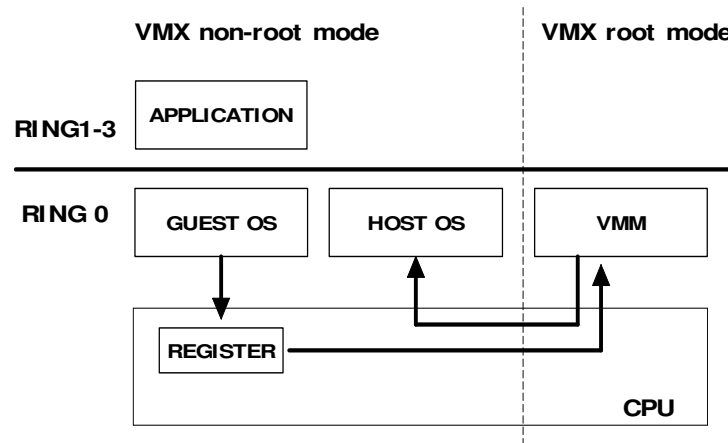 VMX non-root mode
VMX root mode
APPLICATION
RING1-3
RING 0
GUEST OS
HOST OS
VMM
REGISTER
CPU